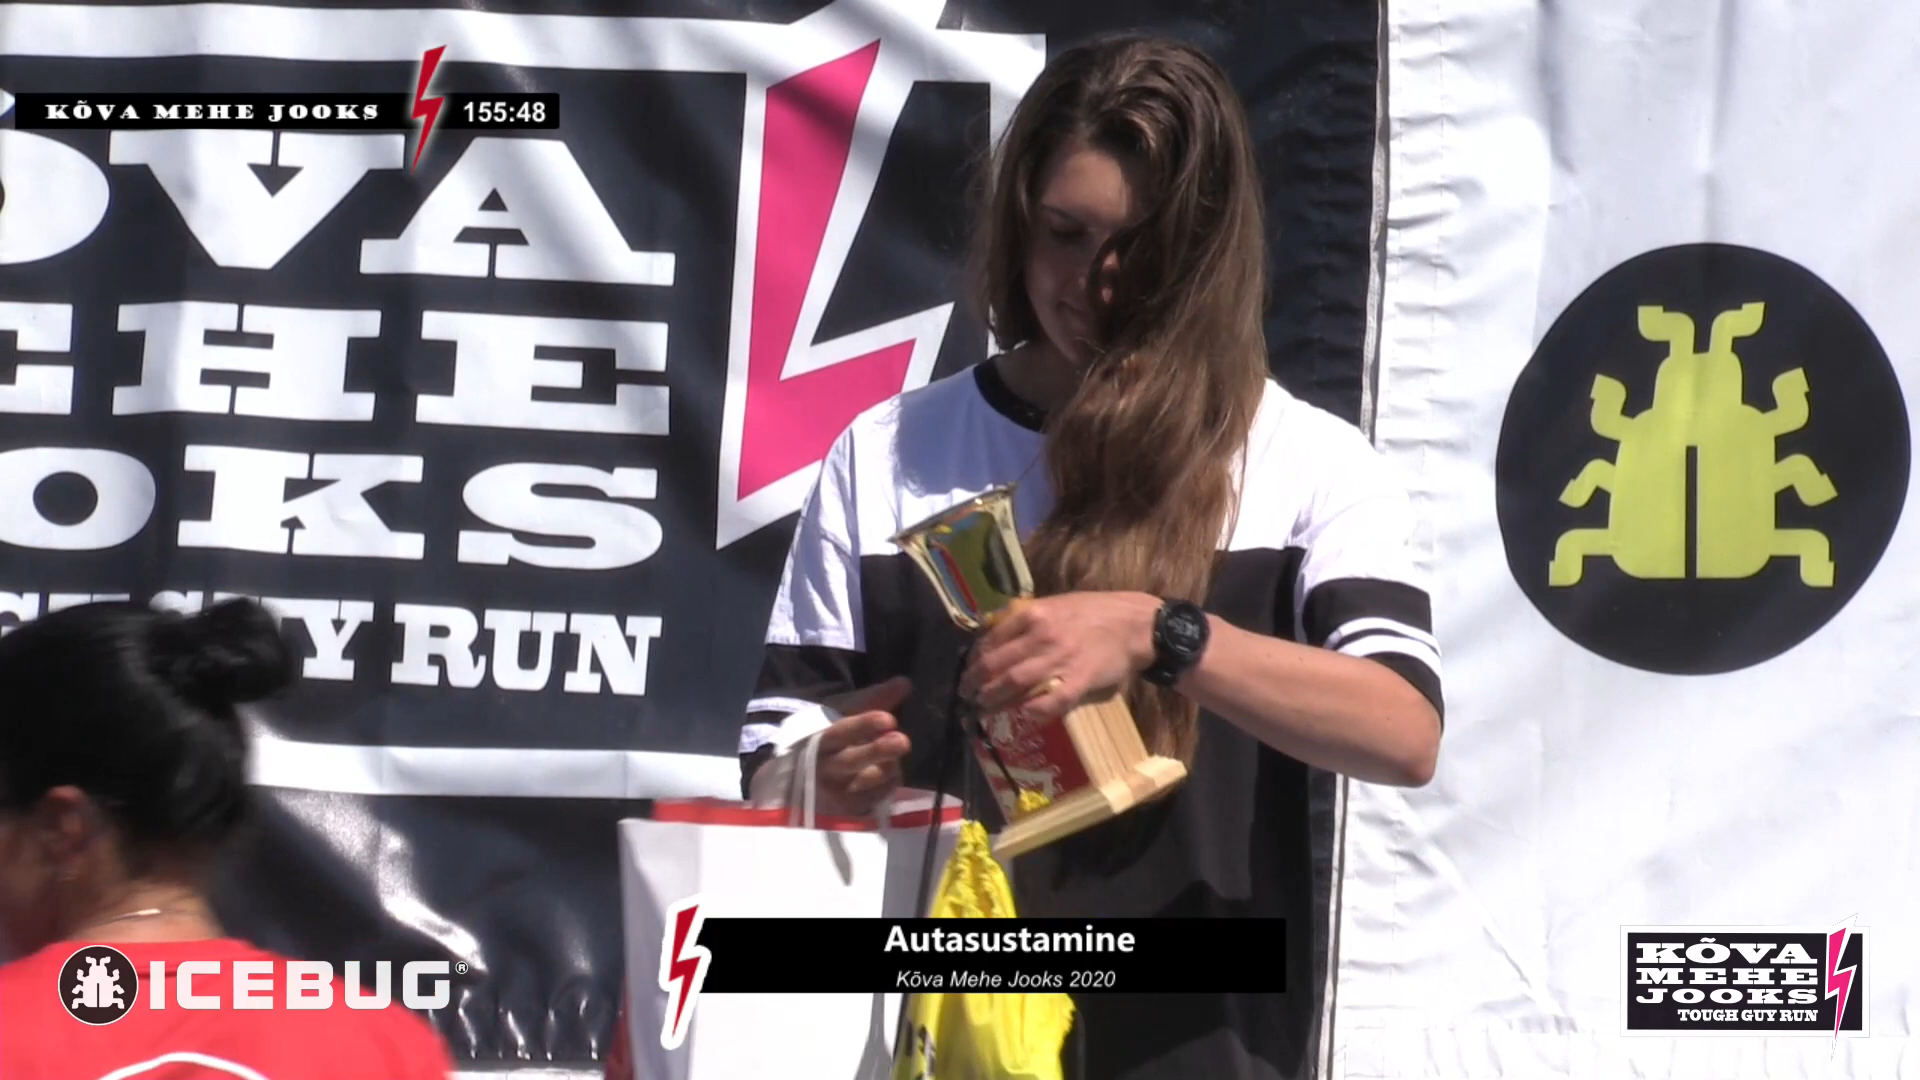 KÕVA MEHE JOOKS 155:48
ÕVA
EHE
OKS
Y RUN
Autasustamine
Kõva Mehe Jooks 2020
ICEBUG®
KÕVA
MEHE
JOOKS
TOUGH GUY RUN